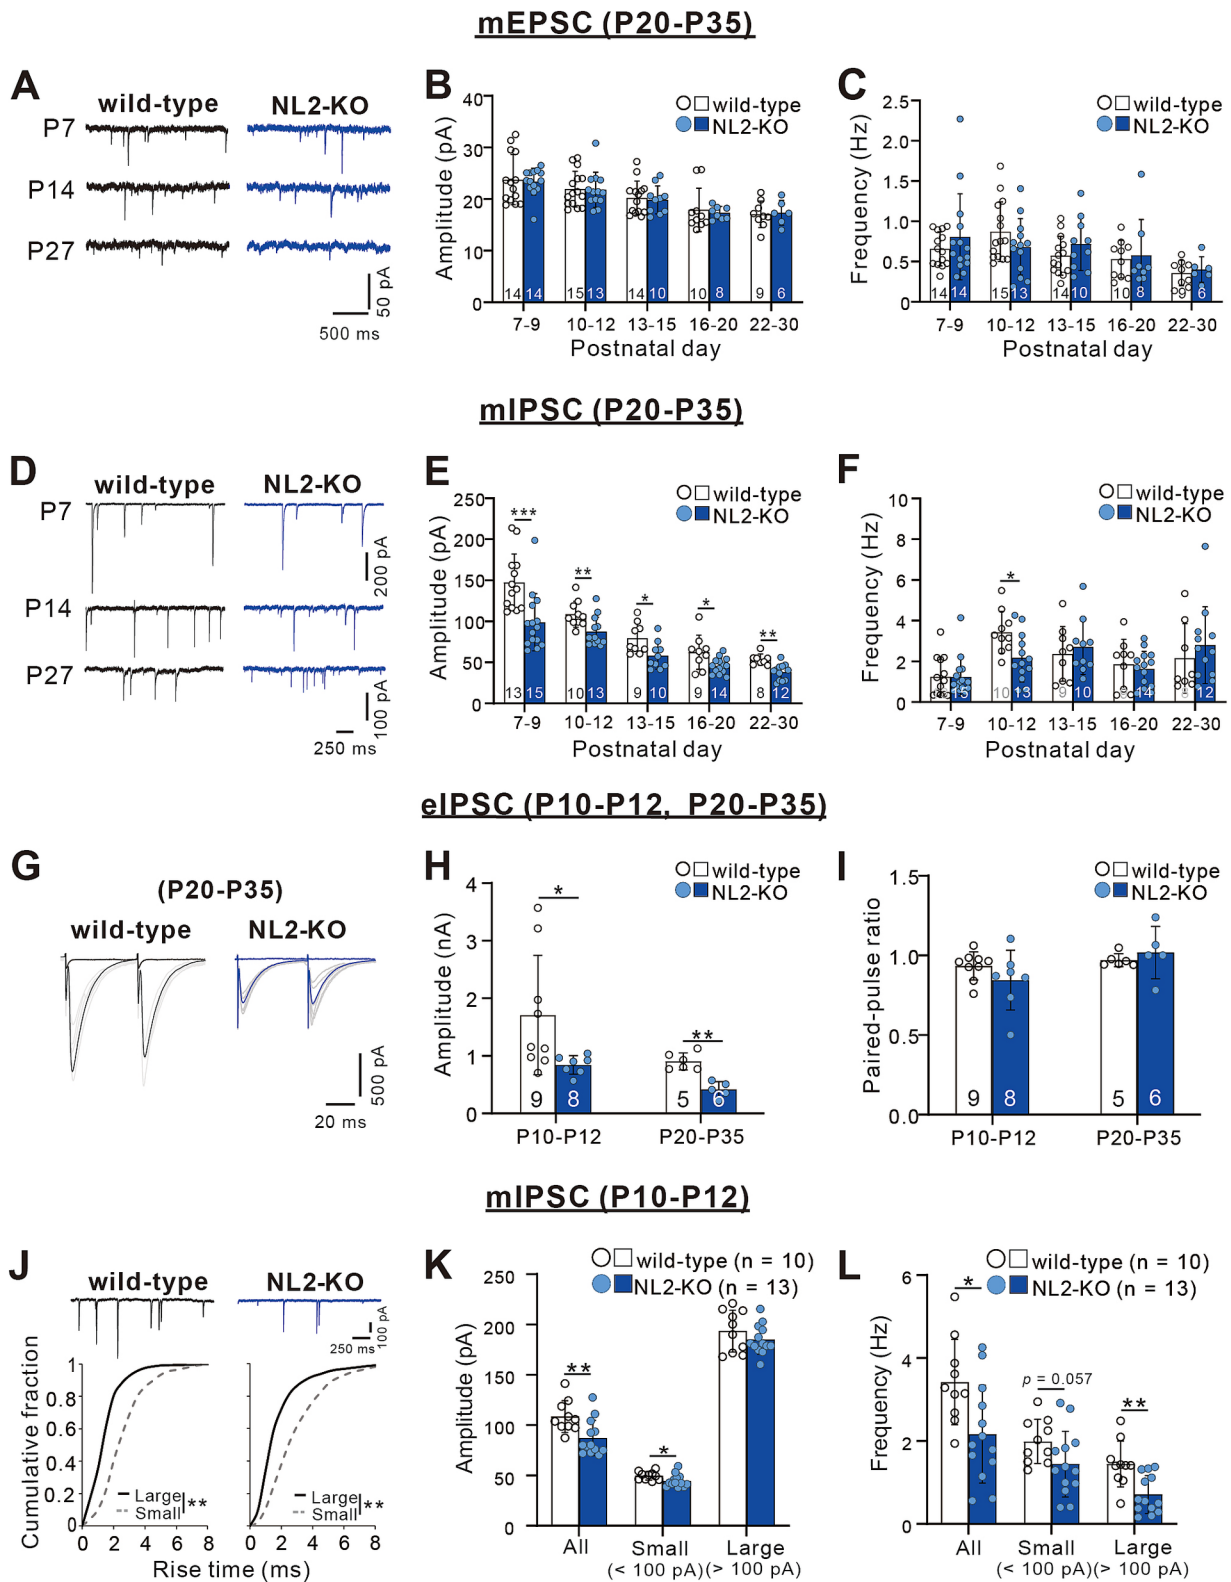 mEPSC (P20-P35)
A
wild-type NL2-KO
P7
P14
P27
50 pA
500 ms
B
wild-type
NL2-KO
Amplitude (pA)
40
30
20
10
0
14 14 15 13 14 10 10 8 9 6
7-9 10-12 13-15 16-20 22-30
Postnatal day
C
wild-type
NL2-KO
Frequency (Hz)
2.5
2.0
1.5
1.0
0.5
0
14 14 15 13 14 10 10 8 9 6
7-9 10-12 13-15 16-20 22-30
Postnatal day
mIPSC (P20-P35)
D
wild-type NL2-KO
P7
200 pA
P14
P27
100 pA
250 ms
E
wild-type
NL2-KO
Amplitude (pA)
250
200
150
100
50
0
*** ** * * **
13 15 10 13 9 10 9 14 8 12
7-9 10-12 13-15 16-20 22-30
Postnatal day
F
wild-type
NL2-KO
Frequency (Hz)
10
8
6
4
2
0
*
15 10 13 9 10 14 8 12
7-9 10-12 13-15 16-20 22-30
Postnatal day
eIPSC (P10-P12, P20-P35)
G
(P20-P35)
wild-type NL2-KO
500 pA
20 ms
H
wild-type
NL2-KO
Amplitude (nA)
4
3
2
1
0
* **
9 8 5 6
P10-P12 P20-P35
I
wild-type
NL2-KO
Paired-pulse ratio
1.5
1.0
0.5
0.0
9 8 5 6
P10-P12 P20-P35
mIPSC (P10-P12)
J
wild-type NL2-KO
100 pA
250 ms
Cumulative fraction
1
0.8
0.6
0.4
0.2
0
Large
Small
**
Large
Small
**
0 2 4 6 8 0 2 4 6 8
Rise time (ms)
K
wild-type (n = 10)
NL2-KO (n = 13)
Amplitude (pA)
250
200
150
100
50
0
** *
All Small Large
(< 100 pA) (> 100 pA)
L
wild-type (n = 10)
NL2-KO (n = 13)
Frequency (Hz)
6
4
2
0
*
p = 0.057
**
All Small Large
(< 100 pA) (> 100 pA)